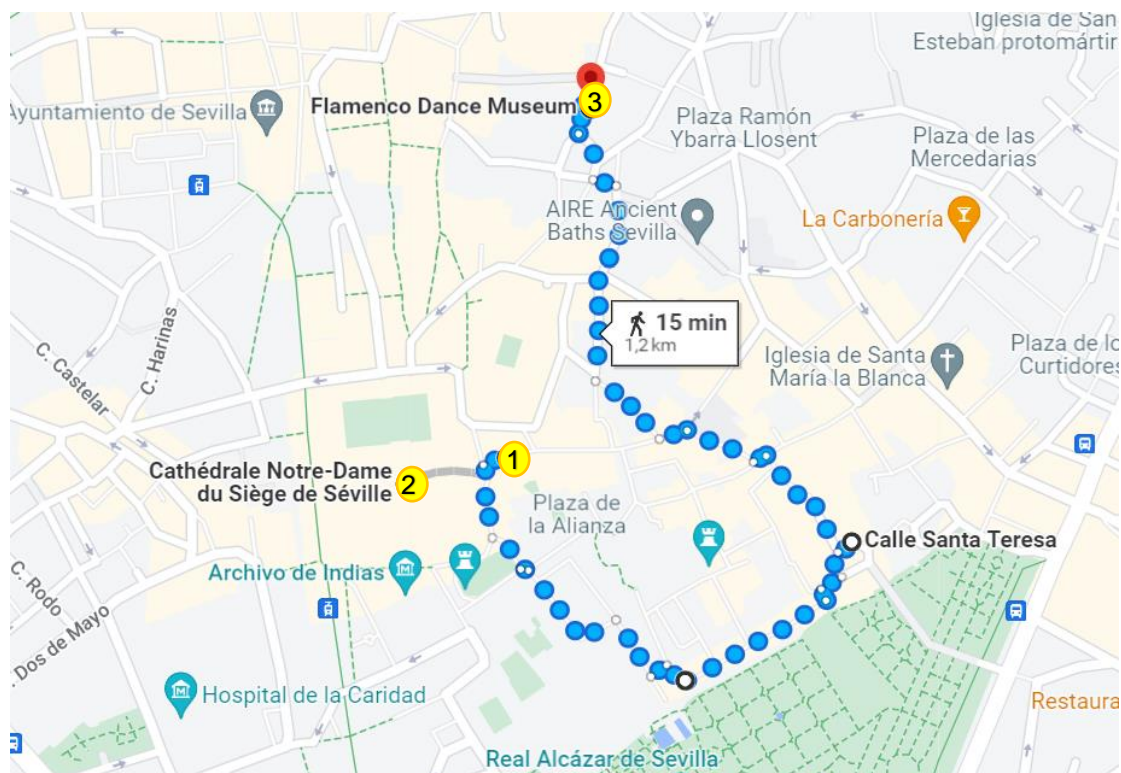 Iglesia de San
Esteban protomártir
Ayuntamiento de Sevilla
Flamenco Dance Museum
3
Plaza Ramón
Ybarra Llosent
Plaza de las
Mercedarias
AIRE Ancient
Baths Sevilla
La Carbonería
15 min
1,2 km
C. Harinas
C. Castelar
Iglesia de Santa
María la Blanca
Plaza de lo
Curtidores
1
Cathédrale Notre-Dame
du Siège de Séville
2
Plaza de
la Alianza
Calle Santa Teresa
Archivo de Indias
C. Rodo
Dos de Mayo
Hospital de la Caridad
Restaura
Real Alcázar de Sevilla